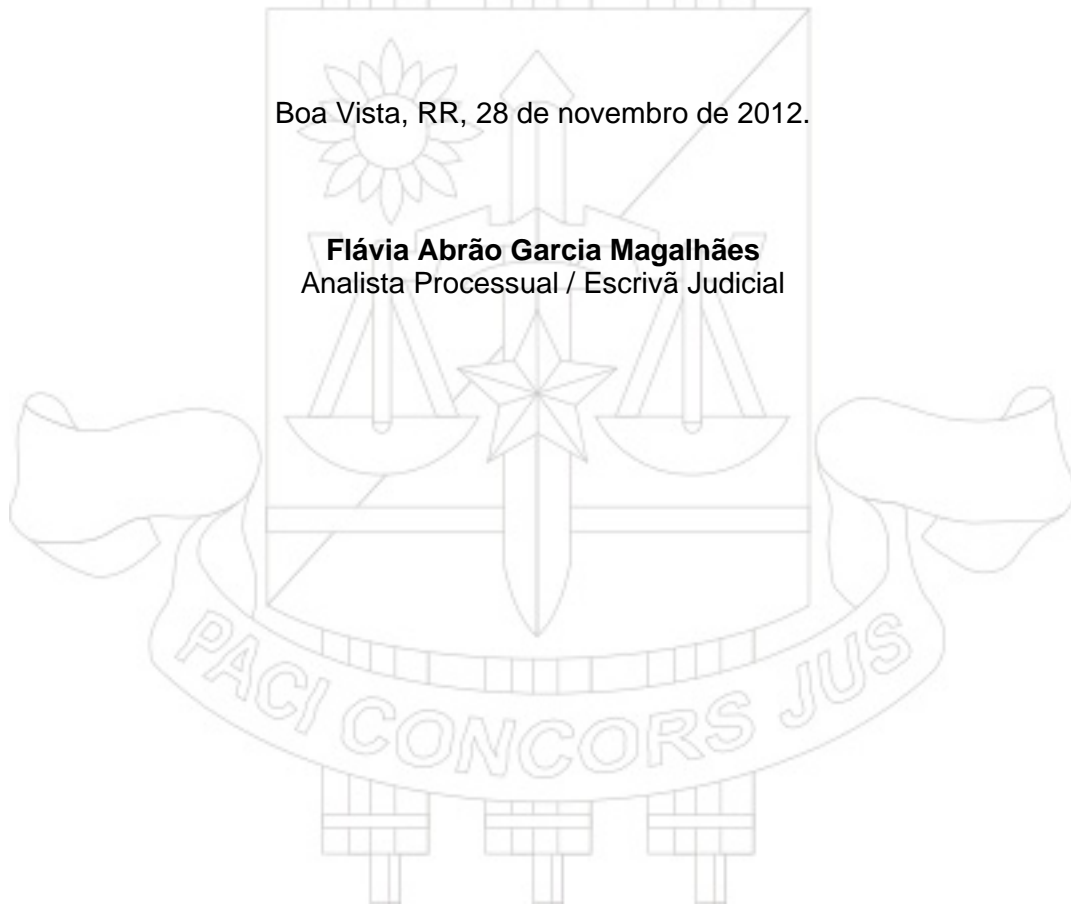 Boa Vista, RR, 28 de novembro de 2012.
Flávia Abrão Garcia Magalhães
Analista Processual / Escrivã Judicial
PACI CONCORS JUS